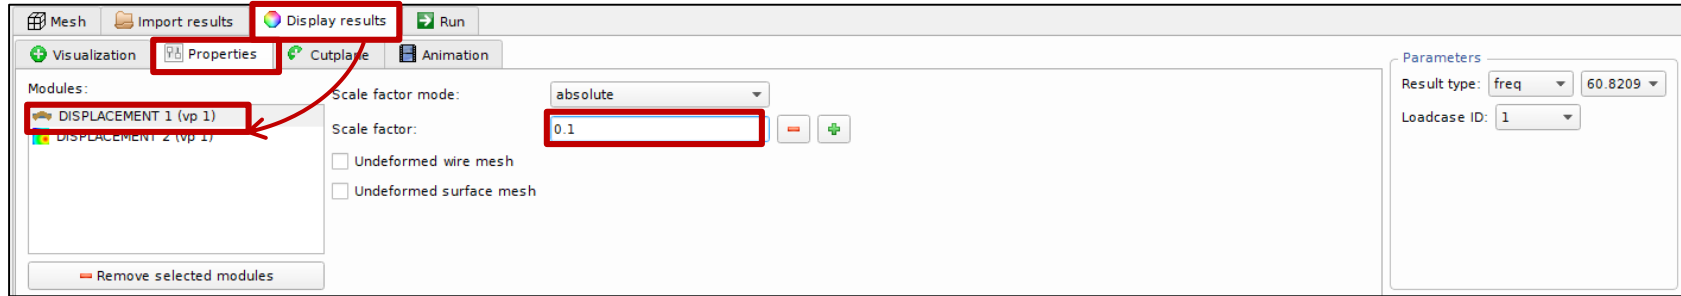 Mesh Import results Display results Run
Visualization Properties Cutplane Animation
Parameters
Modules:
Scale factor mode: absolute
Result type: freq 60.8209
DISPLACEMENT 1 (vp 1)
Loadcase ID: 1
Scale factor: 0.1
DISPLACEMENT 2 (vp 1)
Undeformed wire mesh
Undeformed surface mesh
Remove selected modules